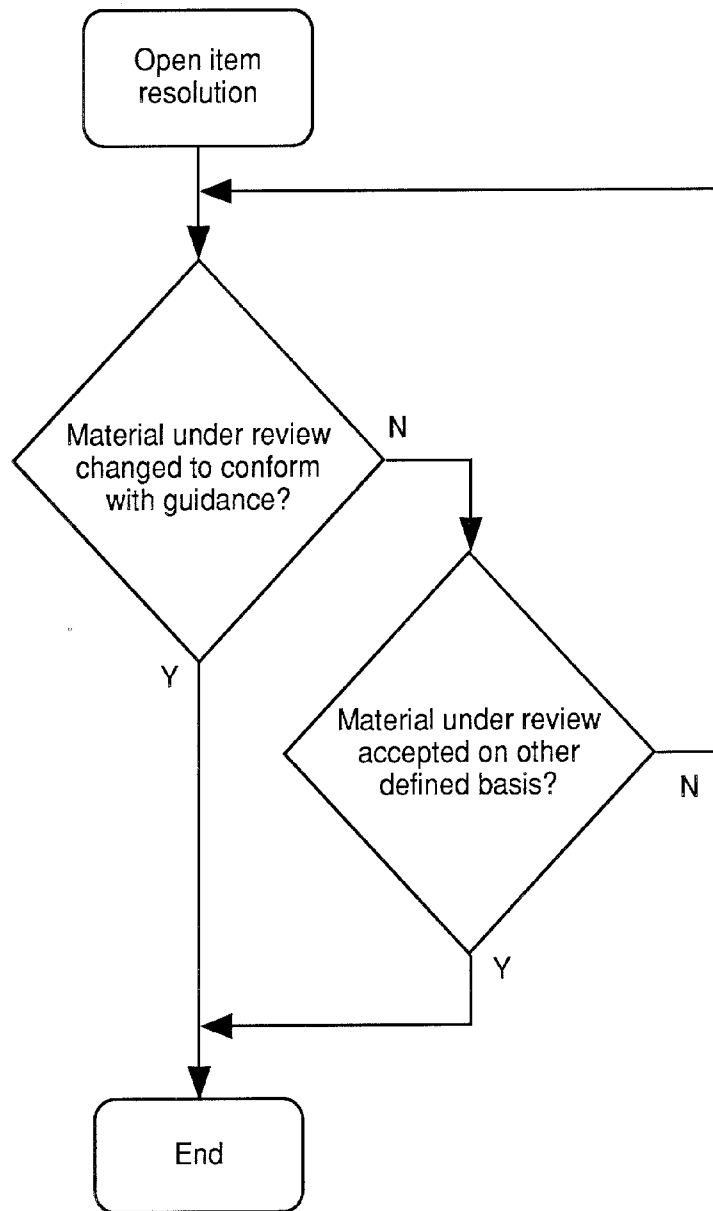 Open item
resolution
Material under review
changed to conform
with guidance?
N
Y
Material under review
accepted on other
defined basis?
N
Y
End